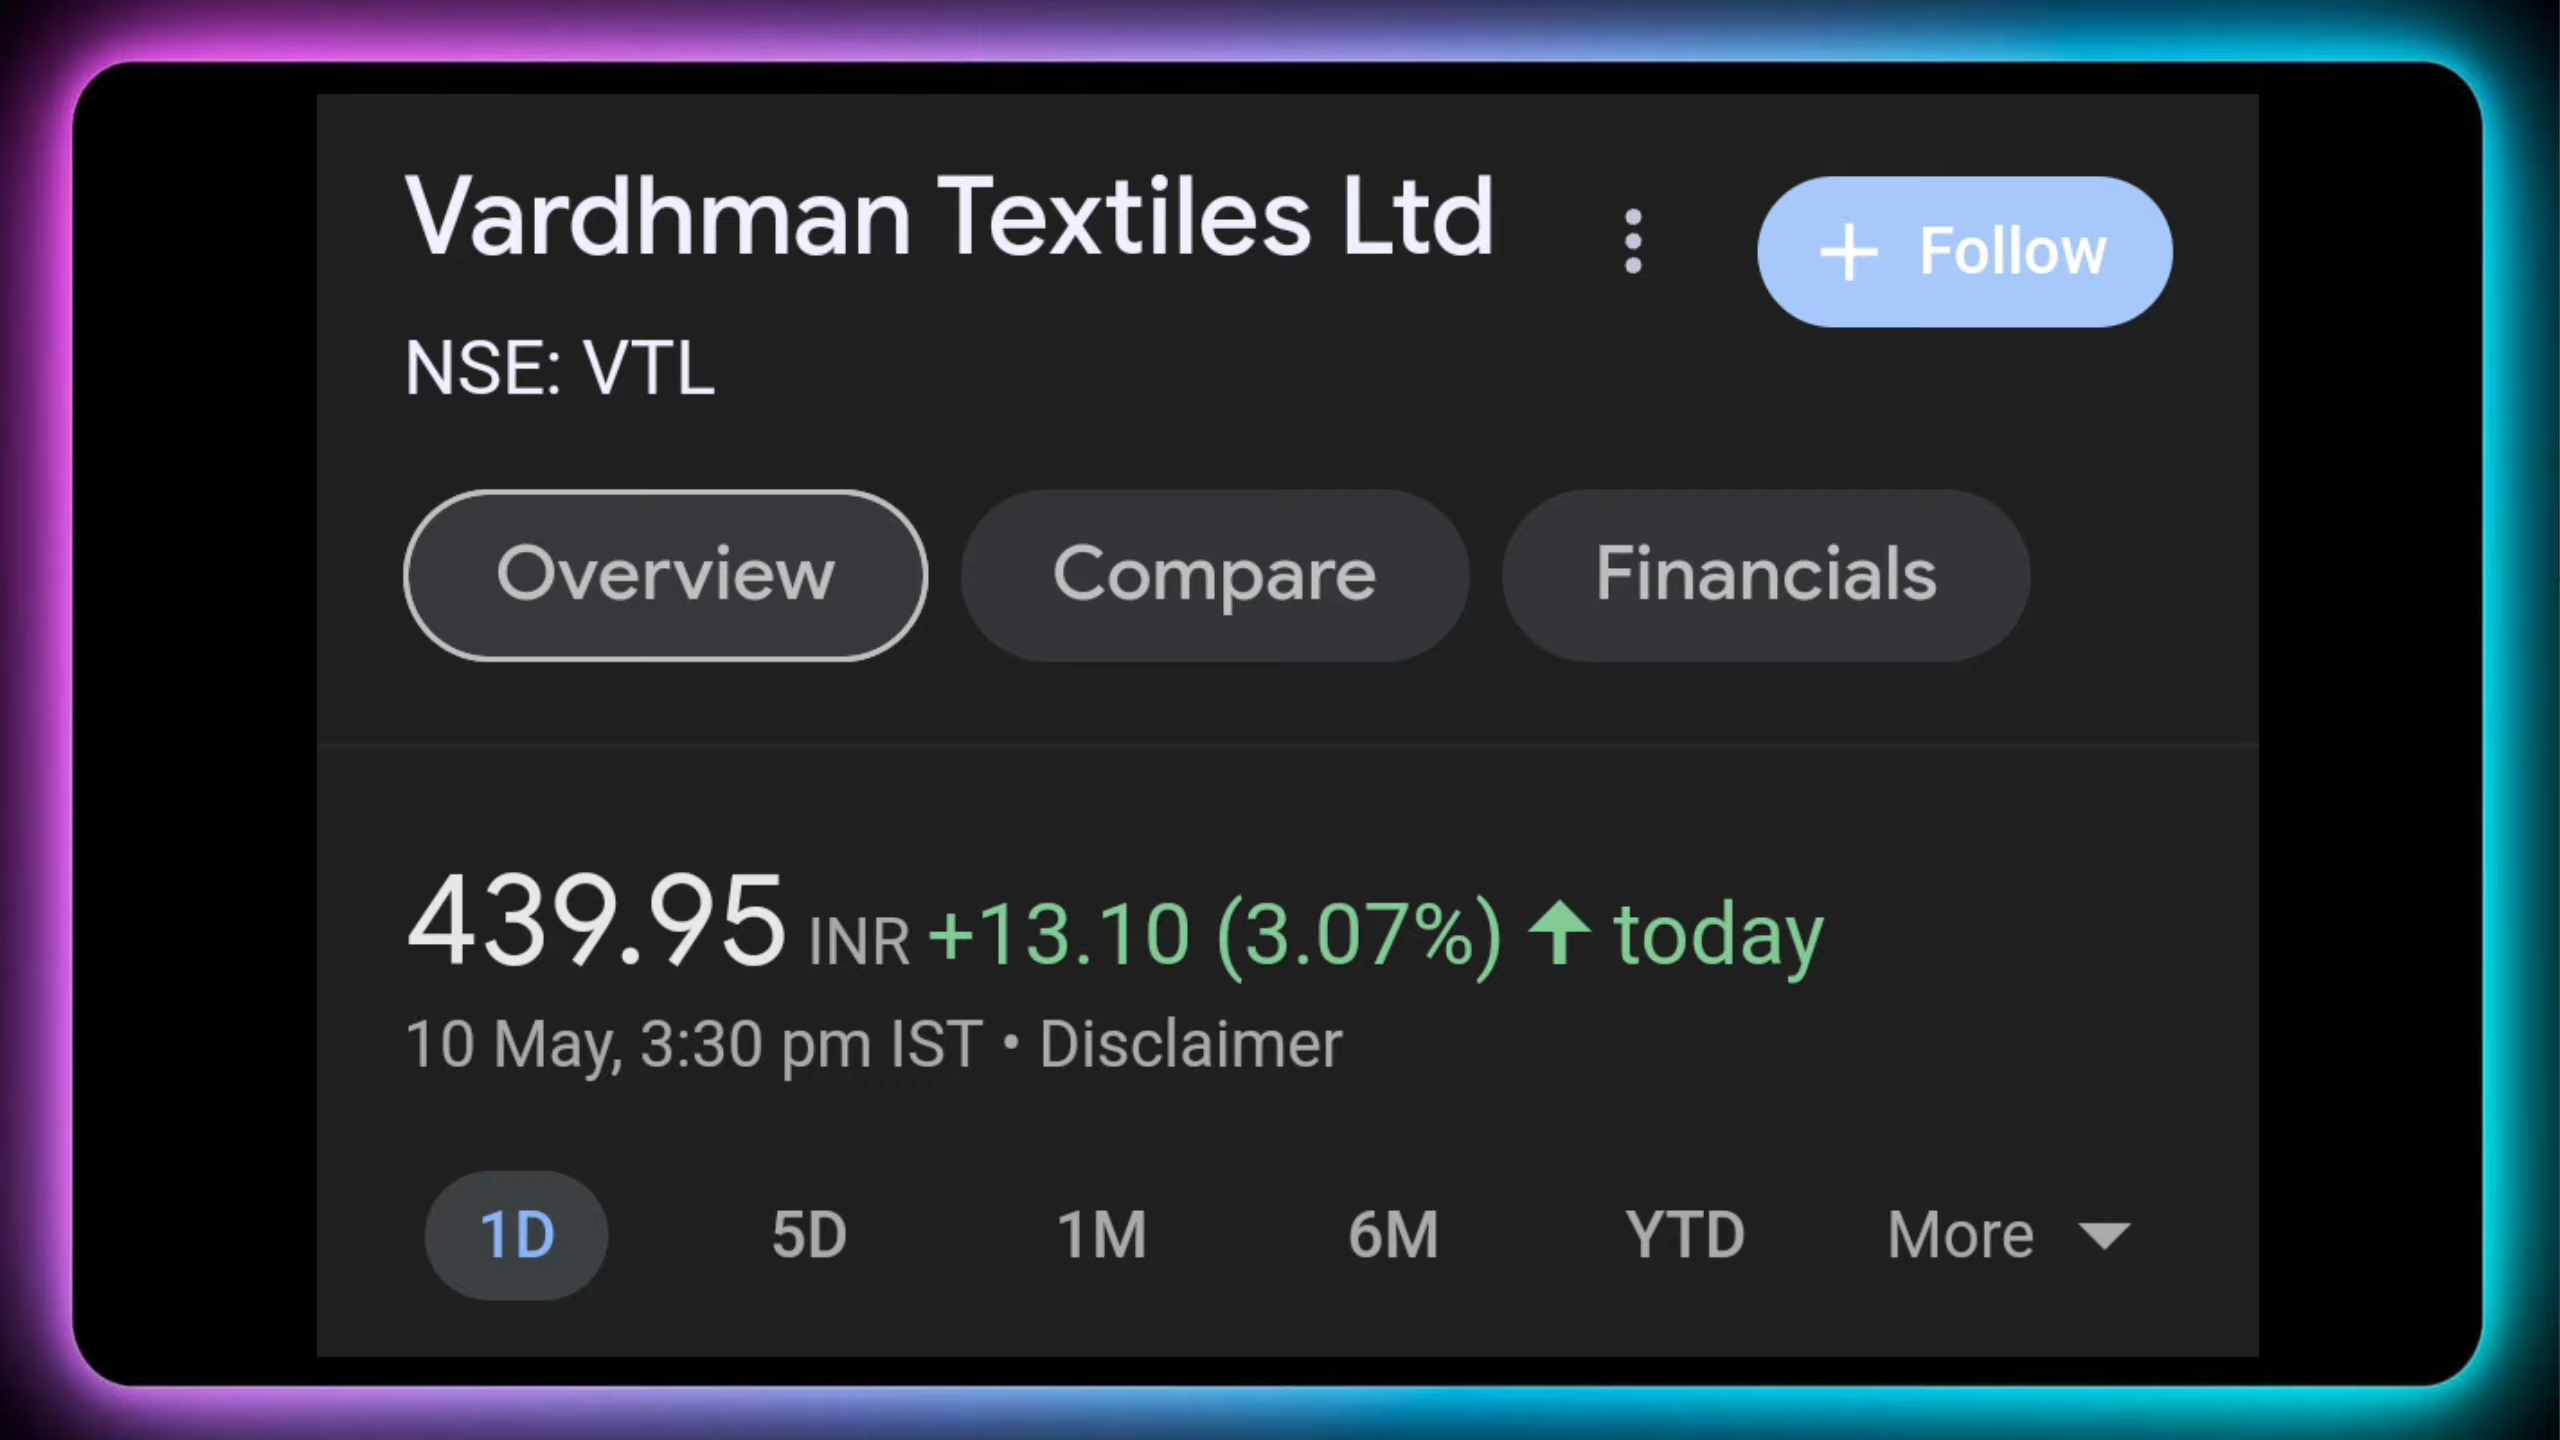 Vardhman Textiles Ltd
+ Follow
NSE: VTL
Overview Compare Financials
439.95 INR +13.10 (3.07%) ↑ today
10 May, 3:30 pm IST • Disclaimer
1D 5D 1M 6M YTD More